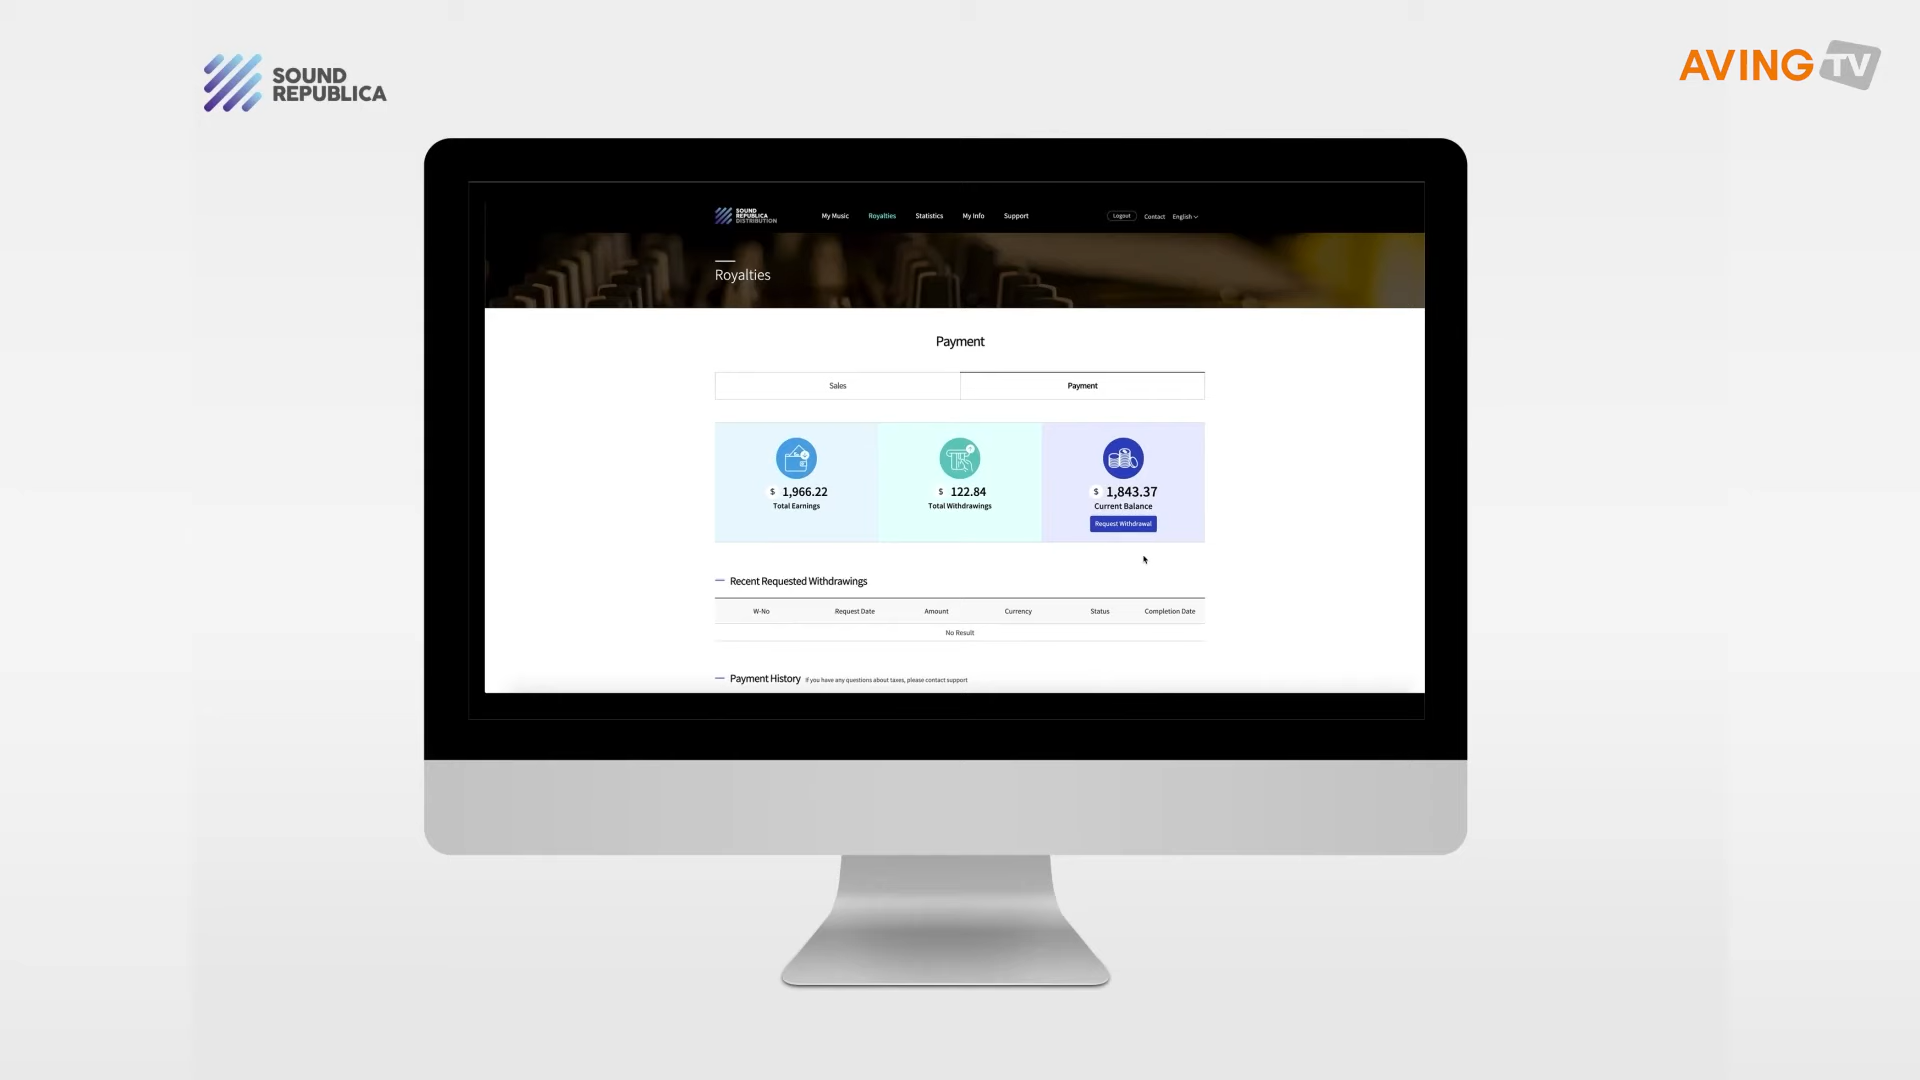 SOUND
REPUBLICA
AVING TV
SOUND
REPUBLICA
DISTRIBUTION
My Music
Royalties
Statistics
My Info
Support
Logout
Contact
English
Royalties
Payment
Sales
Payment
$ 1,966.22
Total Earnings
$ 122.84
Total Withdrawings
$ 1,843.37
Current Balance
Request Withdrawal
Recent Requested Withdrawings
W-No
Request Date
Amount
Currency
Status
Completion Date
No Result
Payment History
If you have any questions about taxes, please contact support